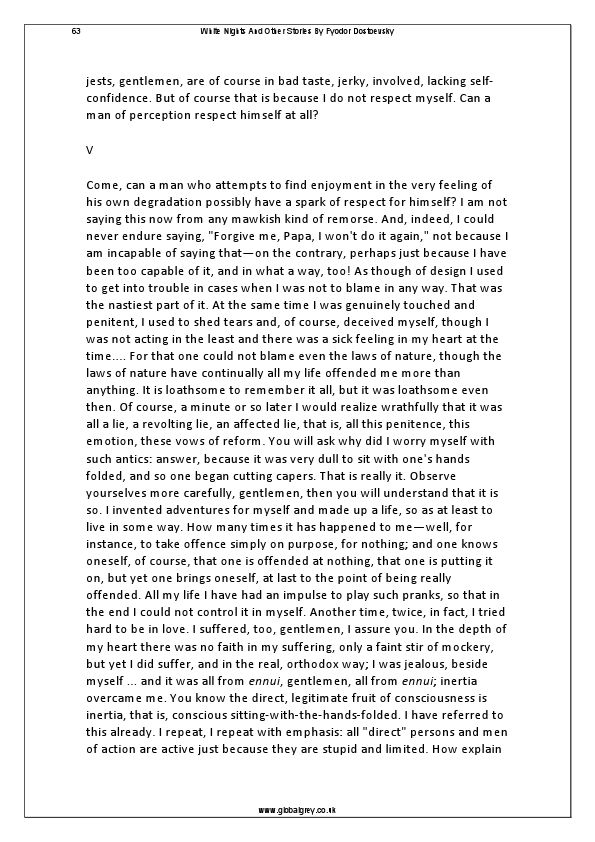 63
White Nights And Other Stories By Fyodor Dostoevsky
jests, gentlemen, are of course in bad taste, jerky, involved, lacking self-
confidence. But of course that is because I do not respect myself. Can a
man of perception respect himself at all?
V
Come, can a man who attempts to find enjoyment in the very feeling of
his own degradation possibly have a spark of respect for himself? I am not
saying this now from any mawkish kind of remorse. And, indeed, I could
never endure saying, "Forgive me, Papa, I won't do it again," not because I
am incapable of saying that—on the contrary, perhaps just because I have
been too capable of it, and in what a way, too! As though of design I used
to get into trouble in cases when I was not to blame in any way. That was
the nastiest part of it. At the same time I was genuinely touched and
penitent, I used to shed tears and, of course, deceived myself, though I
was not acting in the least and there was a sick feeling in my heart at the
time.... For that one could not blame even the laws of nature, though the
laws of nature have continually all my life offended me more than
anything. It is loathsome to remember it all, but it was loathsome even
then. Of course, a minute or so later I would realize wrathfully that it was
all a lie, a revolting lie, an affected lie, that is, all this penitence, this
emotion, these vows of reform. You will ask why did I worry myself with
such antics: answer, because it was very dull to sit with one's hands
folded, and so one began cutting capers. That is really it. Observe
yourselves more carefully, gentlemen, then you will understand that it is
so. I invented adventures for myself and made up a life, so as at least to
live in some way. How many times it has happened to me—well, for
instance, to take offence simply on purpose, for nothing; and one knows
oneself, of course, that one is offended at nothing, that one is putting it
on, but yet one brings oneself, at last to the point of being really
offended. All my life I have had an impulse to play such pranks, so that in
the end I could not control it in myself. Another time, twice, in fact, I tried
hard to be in love. I suffered, too, gentlemen, I assure you. In the depth of
my heart there was no faith in my suffering, only a faint stir of mockery,
but yet I did suffer, and in the real, orthodox way; I was jealous, beside
myself ... and it was all from ennui, gentlemen, all from ennui; inertia
overcame me. You know the direct, legitimate fruit of consciousness is
inertia, that is, conscious sitting-with-the-hands-folded. I have referred to
this already. I repeat, I repeat with emphasis: all "direct" persons and men
of action are active just because they are stupid and limited. How explain
www.globalgrey.co.uk